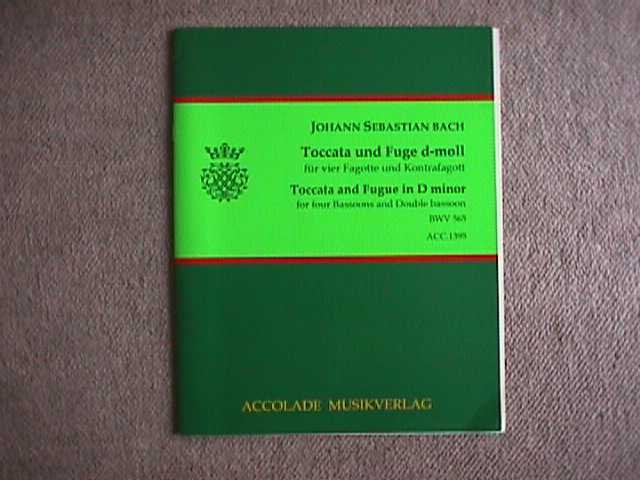 JOHANN SEBASTIAN BACH
Toccata und Fuge d-moll
für vier Fagotte und Kontrafagott
Toccata and Fugue in D minor
for four Bassoons and Double bassoon
BWV 565
ACC.1395
ACCOLADE MUSIKVERLAG